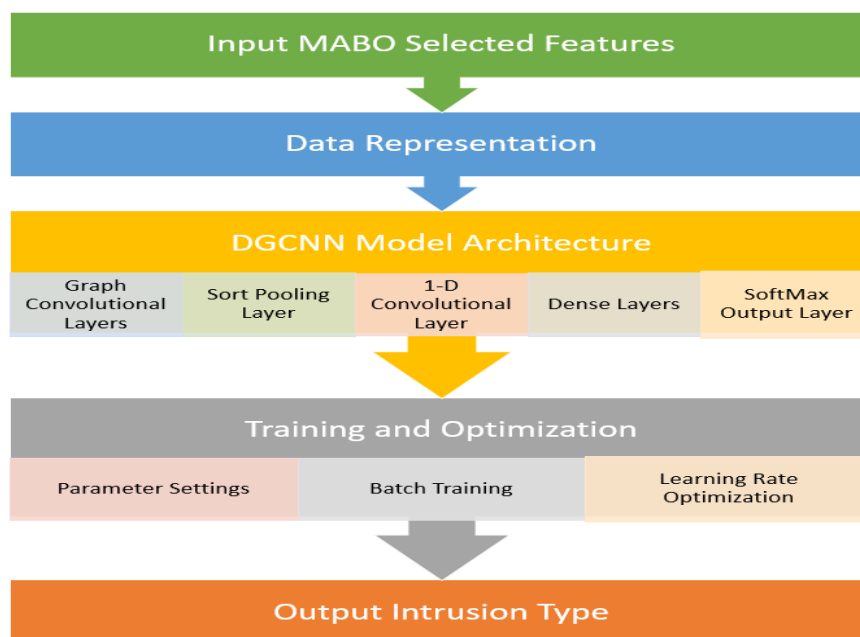 Input MABO Selected Features
Data Representation
DGCNN Model Architecture
Graph
Convolutional
Layers
Sort Pooling
Layer
1-D
Convolutional
Layer
Dense Layers
SoftMax
Output Layer
Training and Optimization
Parameter Settings
Batch Training
Learning Rate
Optimization
Output Intrusion Type